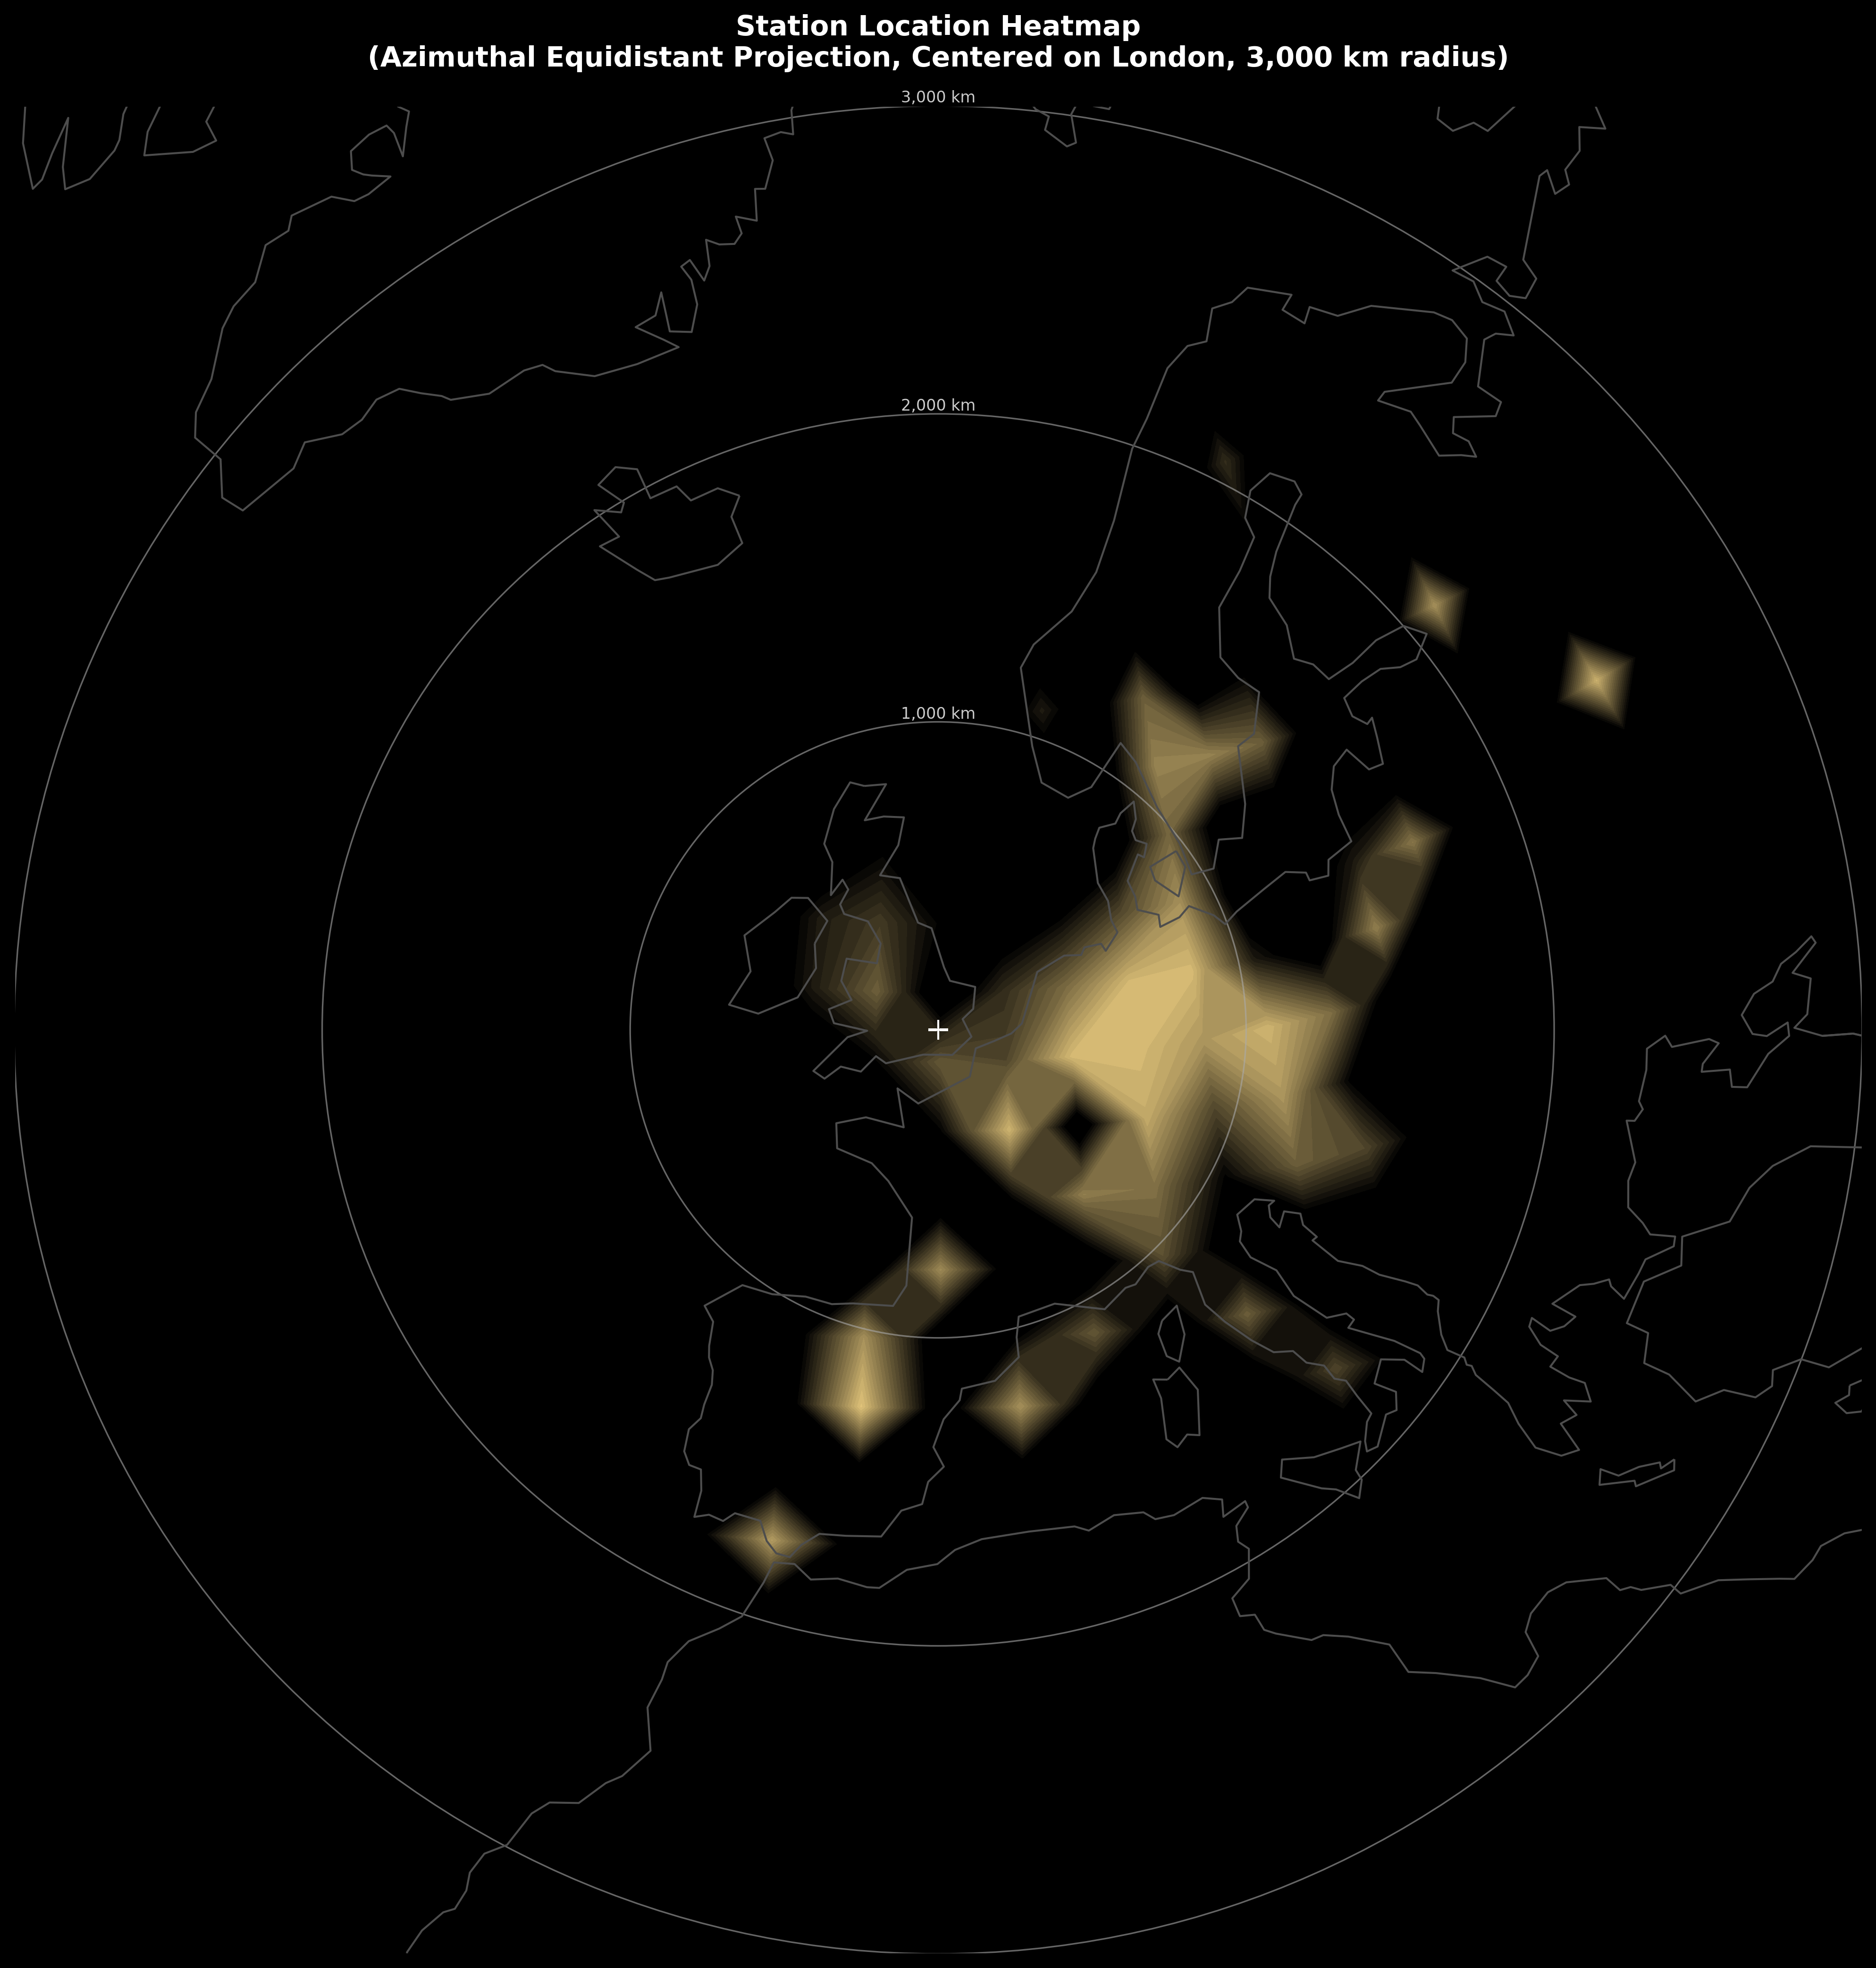 Station Location Heatmap
(Azimuthal Equidistant Projection, Centered on London, 3,000 km radius)
3,000 km
2,000 km
1,000 km